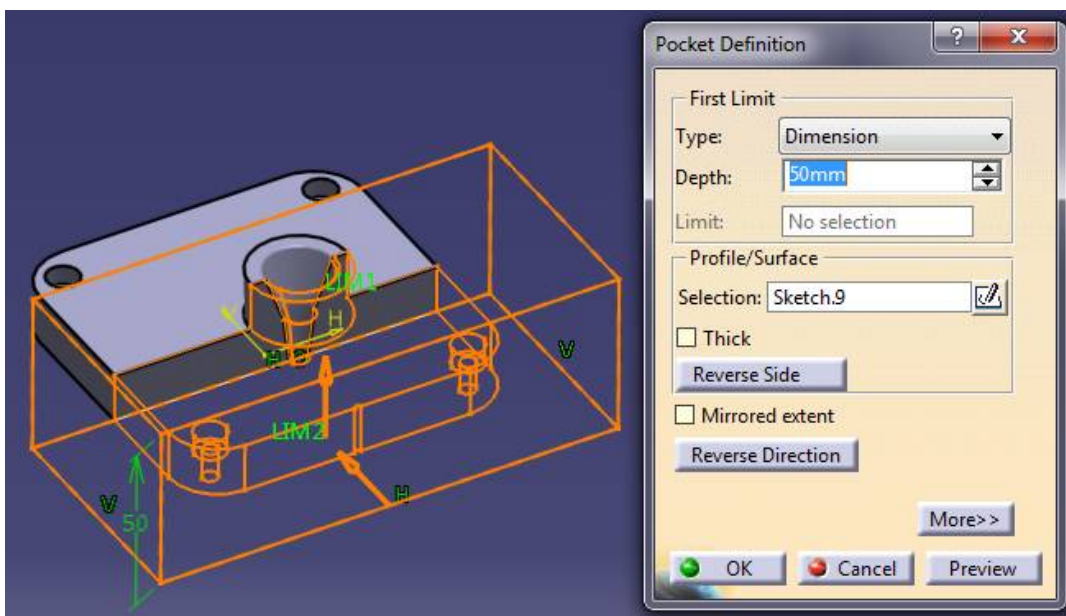 Pocket Definition
?
X
First Limit
Type: Dimension
Depth: 50mm
Limit: No selection
Profile/Surface
Selection: Sketch.9
Thick
Reverse Side
Mirrored extent
Reverse Direction
More>>
OK Cancel Preview
LIM1
H
V
LIM2
H
V
50